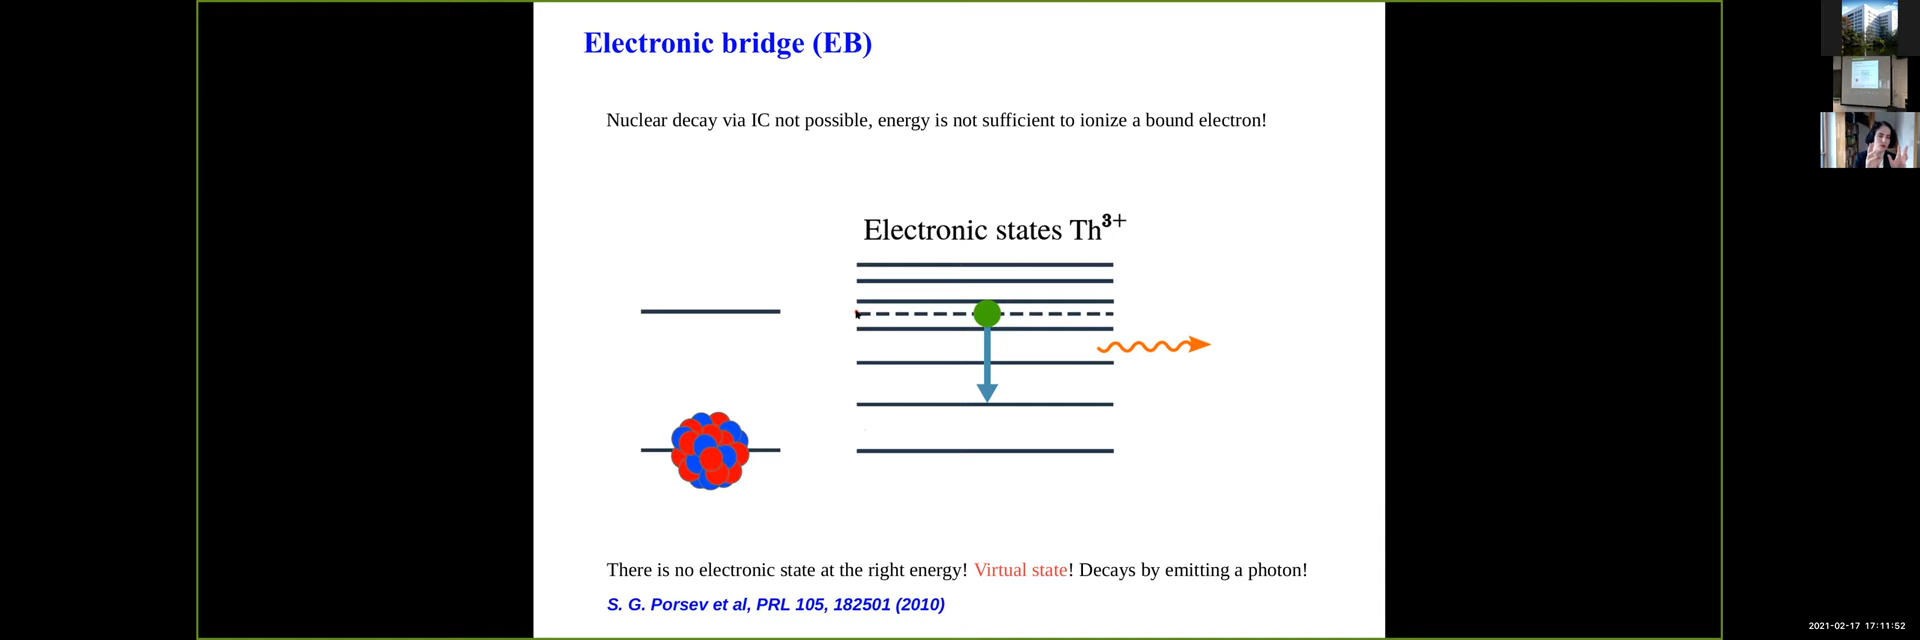 Electronic bridge (EB)
Nuclear decay via IC not possible, energy is not sufficient to ionize a bound electron!
Electronic states Th³⁺
There is no electronic state at the right energy! Virtual state! Decays by emitting a photon!
S. G. Porsev et al, PRL 105, 182501 (2010)
2021-02-17 17:11:52